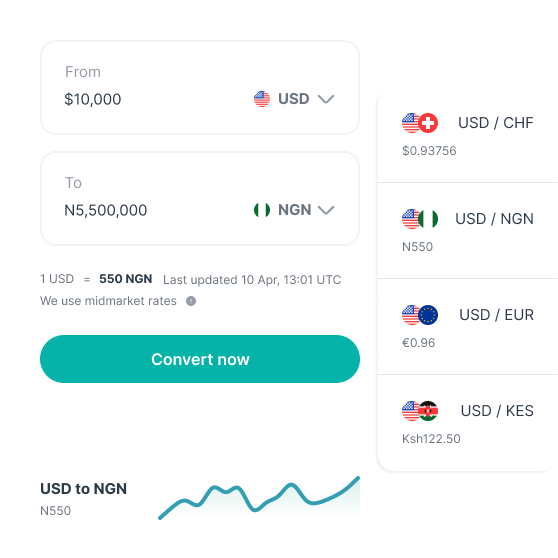 From
$10,000 USD
To
N5,500,000 NGN
1 USD = 550 NGN Last updated 10 Apr, 13:01 UTC
We use midmarket rates
Convert now
USD to NGN
N550
USD / CHF
$0.93756
USD / NGN
N550
USD / EUR
€0.96
USD / KES
Ksh122.50